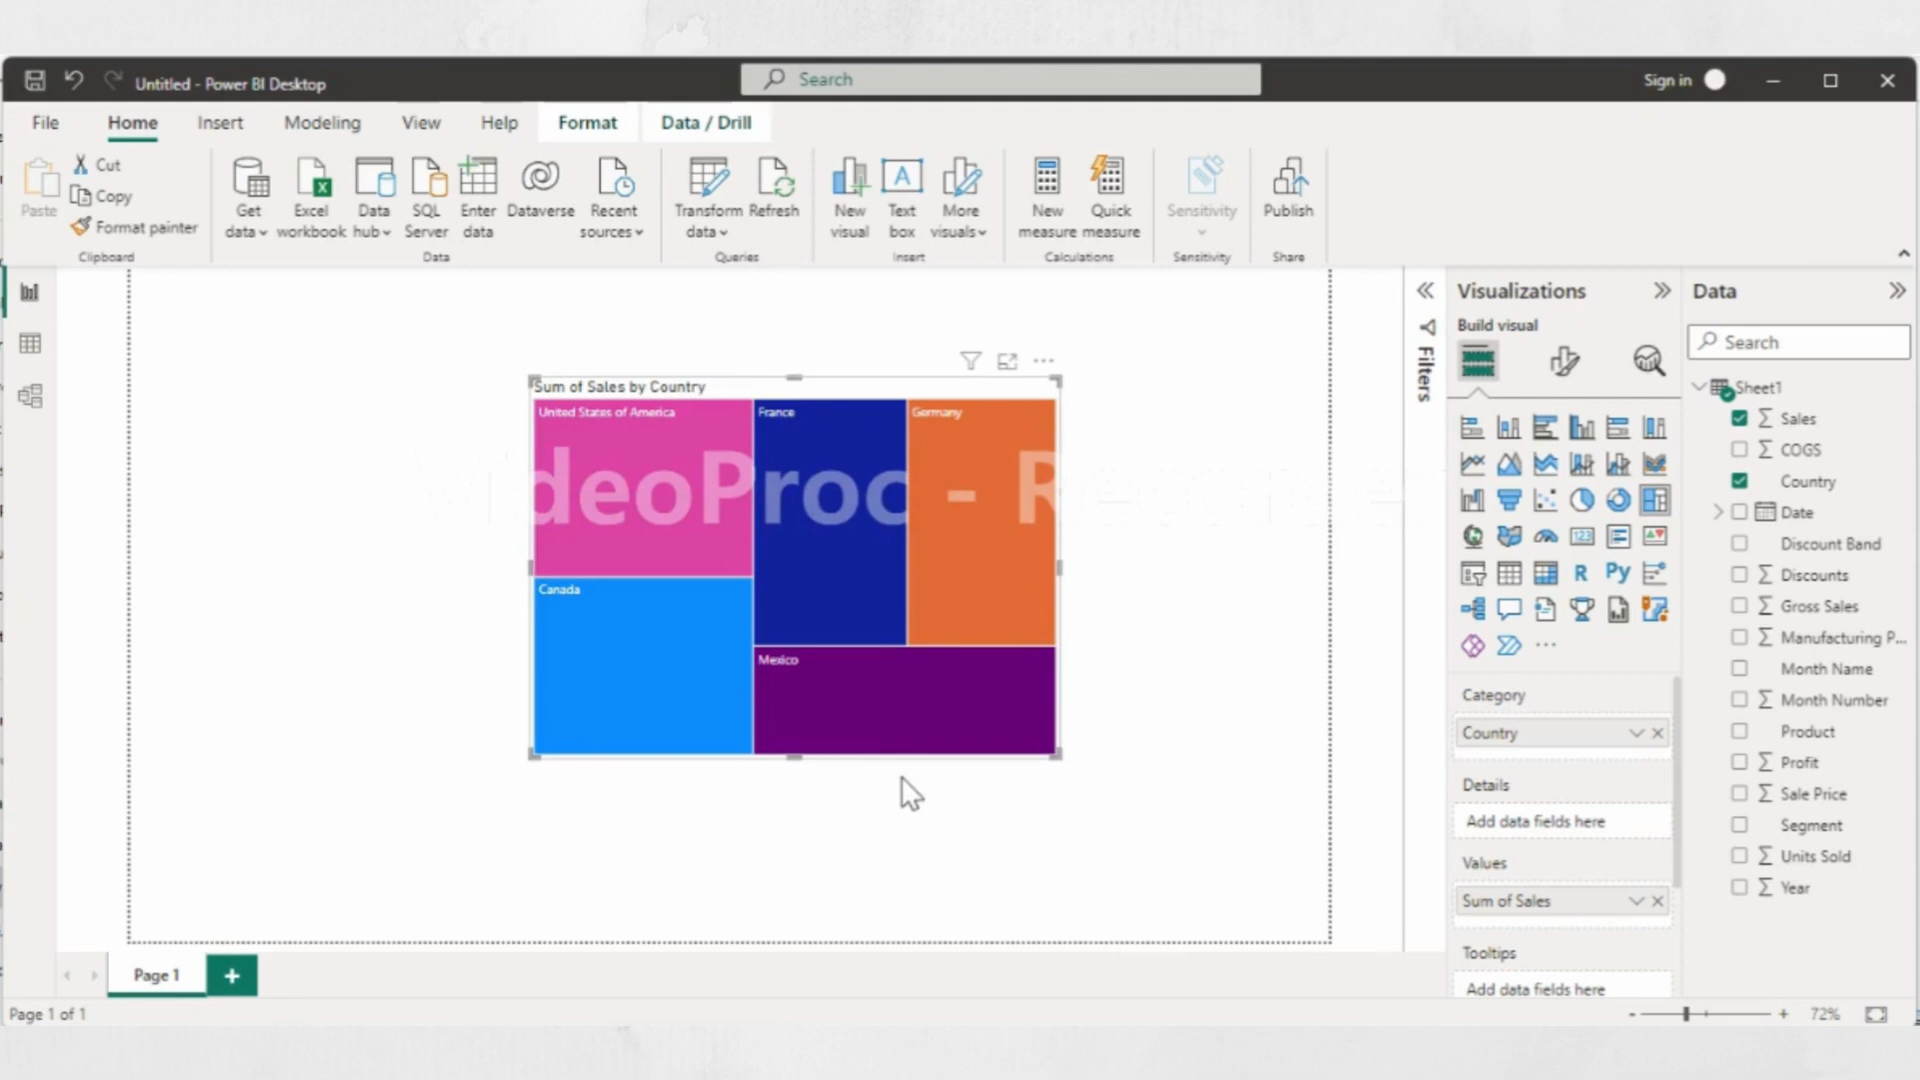 Untitled - Power BI Desktop
Search
Sign in
File
Home
Insert
Modeling
View
Help
Format
Data / Drill
Paste
Cut
Copy
Format painter
Clipboard
Get data
Excel workbook
Data hub
SQL Server
Enter data
Dataverse
Recent sources
Data
Transform data
Refresh
Queries
New visual
Text box
More visuals
Insert
New measure
Quick measure
Calculations
Sensitivity
Sensitivity
Publish
Share
Sum of Sales by Country
United States of America
France
Germany
Canada
Mexico
VideoProc -
Filters
Visualizations
Build visual
R
Py
123
Category
Country
Details
Add data fields here
Values
Sum of Sales
Tooltips
Add data fields here
Data
Search
Sheet1
Sales
COGS
Country
Date
Discount Band
Discounts
Gross Sales
Manufacturing P...
Month Name
Month Number
Product
Profit
Sale Price
Segment
Units Sold
Year
Page 1
Page 1 of 1
72%